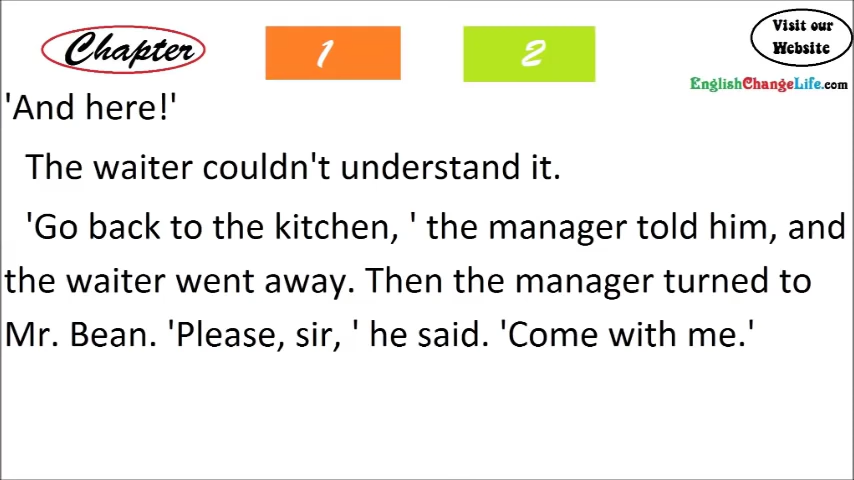 Chapter
1
2
Visit our
Website
EnglishChangeLife.com
'And here!'
The waiter couldn't understand it.
'Go back to the kitchen, ' the manager told him, and
the waiter went away. Then the manager turned to
Mr. Bean. 'Please, sir, ' he said. 'Come with me.'